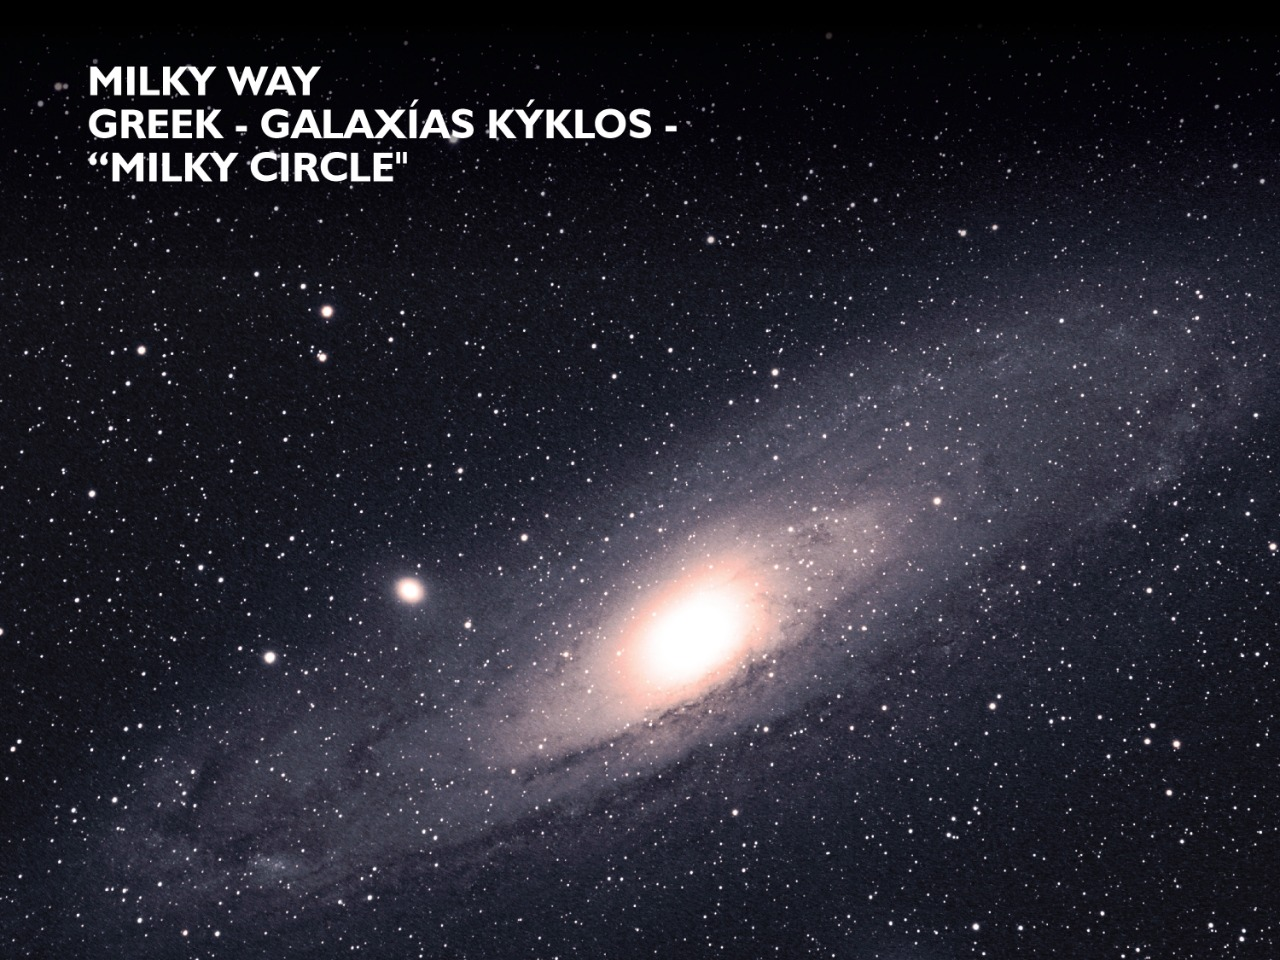 MILKY WAY
GREEK - GALAXÍAS KÝKLOS -
“MILKY CIRCLE"